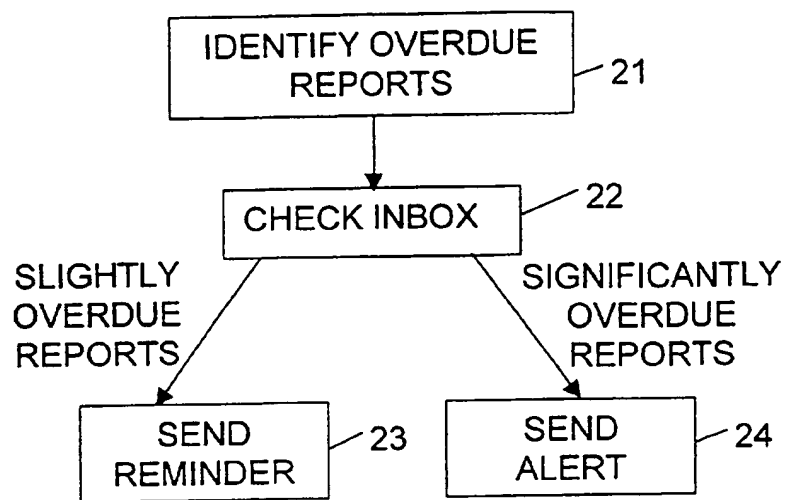 IDENTIFY OVERDUE
REPORTS
21
CHECK INBOX
22
SLIGHTLY
OVERDUE
REPORTS
SIGNIFICANTLY
OVERDUE
REPORTS
SEND
REMINDER
23
SEND
ALERT
24